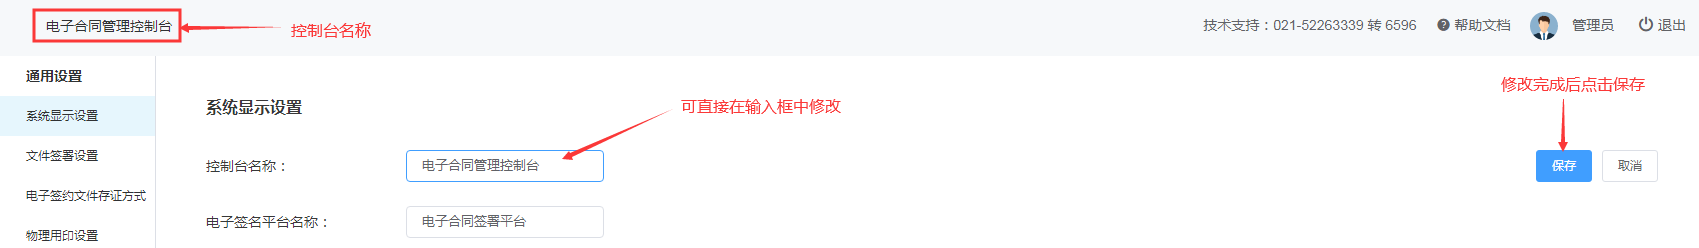 电子合同管理控制台
控制台名称
技术支持：021-52263339 转 6596
帮助文档
管理员
退出
通用设置
系统显示设置
修改完成后点击保存
系统显示设置
可直接在输入框中修改
文件签署设置
控制台名称：
电子合同管理控制台
保存
取消
电子签约文件存证方式
电子签名平台名称：
电子合同签署平台
物理用印设置